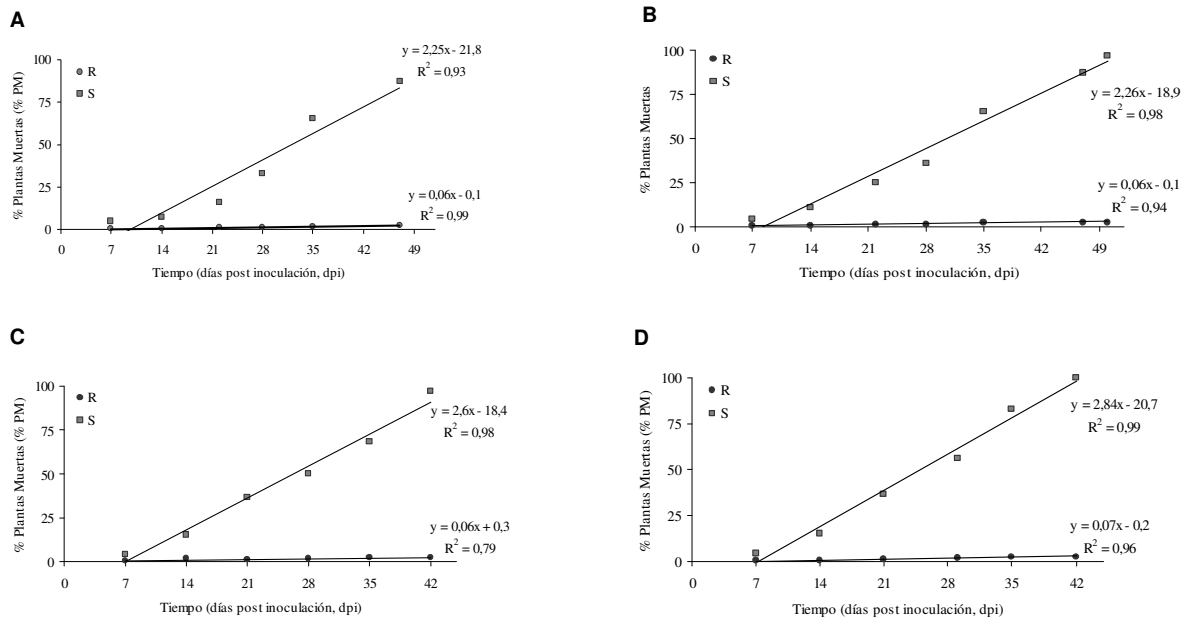 A
y = 2,25x - 21,8
R² = 0,93
100
75
50
25
0
% Plantas Muertas (% PM)
R
S
y = 0,06x - 0,1
R² = 0,99
0 7 14 21 28 35 42 49
Tiempo (días post inoculación, dpi)
B
100
75
50
25
0
% Plantas Muertas
R
S
y = 2,26x - 18,9
R² = 0,98
y = 0,06x - 0,1
R² = 0,94
0 7 14 21 28 35 42 49
Tiempo (días post inoculación, dpi)
C
100
75
50
25
0
% Plantas Muertas (% PM)
R
S
y = 2,6x - 18,4
R² = 0,98
y = 0,06x + 0,3
R² = 0,79
0 7 14 21 28 35 42
Tiempo (días post inoculación, dpi)
D
100
75
50
25
0
% Plantas Muertas (% PM)
R
S
y = 2,84x - 20,7
R² = 0,99
y = 0,07x - 0,2
R² = 0,96
0 7 14 21 28 35 42
Tiempo (días post inoculación, dpi)